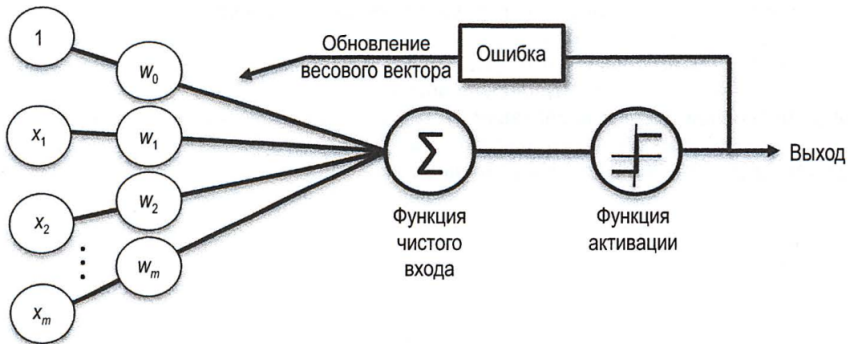 1
w₀
Обновление
весового вектора
Ошибка
x₁
w₁
Σ
Выход
x₂
w₂
Функция
чистого
входа
Функция
активации
wₘ
xₘ